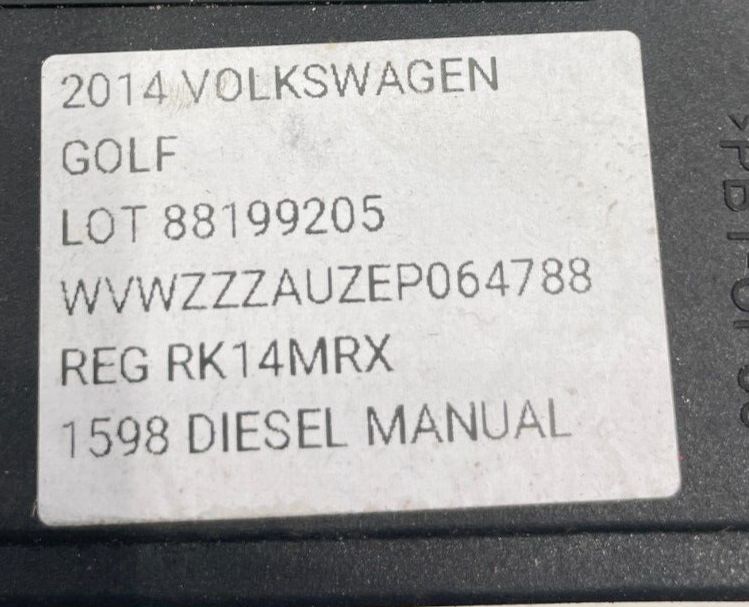 2014 VOLKSWAGEN
GOLF
LOT 88199205
WVWZZZAUZEP064788
REG RK14MRX
1598 DIESEL MANUAL